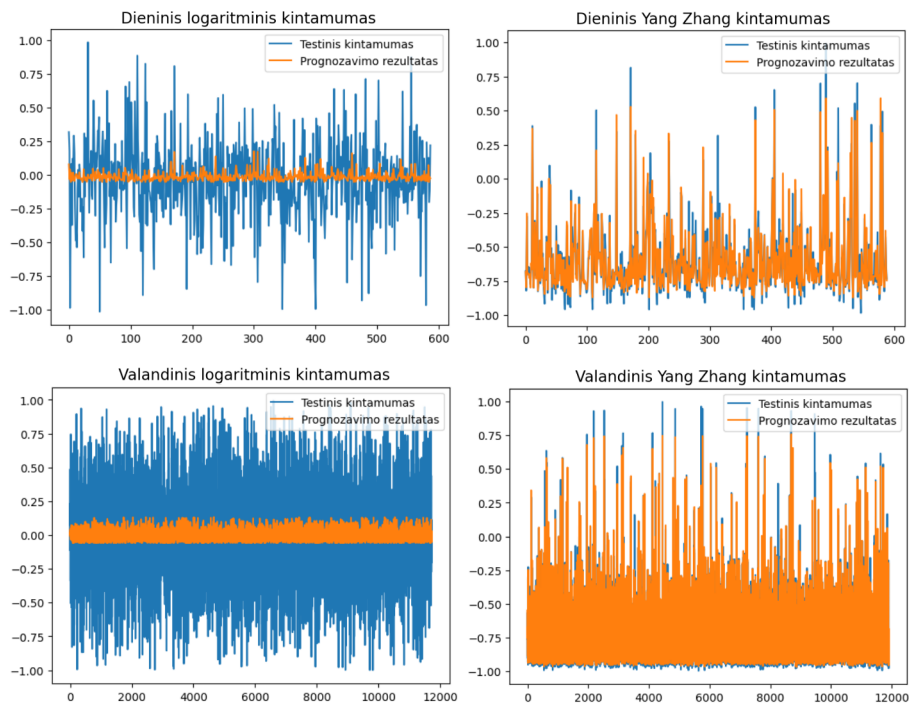 Dieninis logaritminis kintamumas
Testinis kintamumas
Prognozavimo rezultatas
1.00
0.75
0.50
0.25
0.00
−0.25
−0.50
−0.75
−1.00
0 100 200 300 400 500 600
Dieninis Yang Zhang kintamumas
Testinis kintamumas
Prognozavimo rezultatas
1.00
0.75
0.50
0.25
0.00
−0.25
−0.50
−0.75
−1.00
0 100 200 300 400 500 600
Valandinis logaritminis kintamumas
Testinis kintamumas
Prognozavimo rezultatas
1.00
0.75
0.50
0.25
0.00
−0.25
−0.50
−0.75
−1.00
0 2000 4000 6000 8000 10000 12000
Valandinis Yang Zhang kintamumas
Testinis kintamumas
Prognozavimo rezultatas
1.00
0.75
0.50
0.25
0.00
−0.25
−0.50
−0.75
−1.00
0 2000 4000 6000 8000 10000 12000